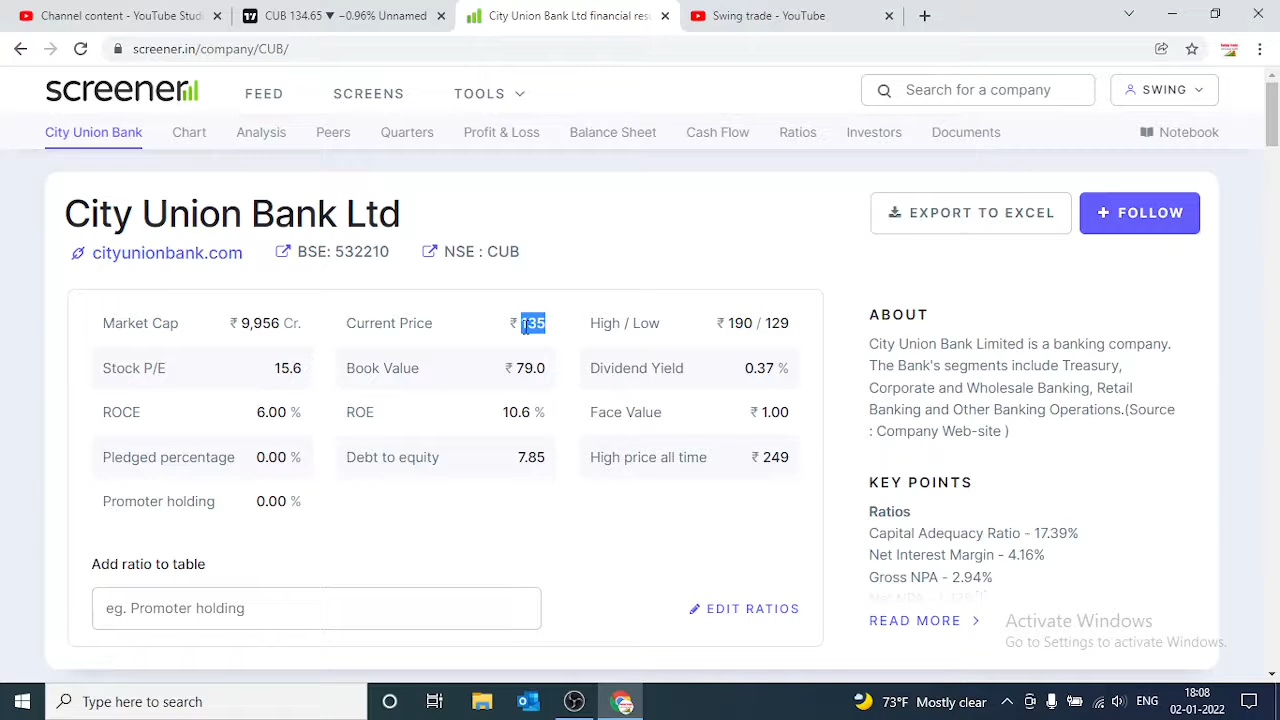 Content - YouTube Studi
CUB 134.65 ▼ −0.96% Unnamed
City Union Bank Ltd financial resu
Swing trade - YouTube
screener.in/company/CUB/
screener
FEED
SCREENS
TOOLS
Search for a company
SWING
City Union Bank
Chart
Analysis
Peers
Quarters
Profit & Loss
Balance Sheet
Cash Flow
Ratios
Investors
Documents
Notebook
City Union Bank Ltd
EXPORT TO EXCEL
+ FOLLOW
cityunionbank.com
BSE: 532210
NSE : CUB
Market Cap ₹ 9,956 Cr.
Current Price ₹ 135
High / Low ₹ 190 / 129
Stock P/E 15.6
Book Value ₹ 79.0
Dividend Yield 0.37 %
ROCE 6.00 %
ROE 10.6 %
Face Value ₹ 1.00
Pledged percentage 0.00 %
Debt to equity 7.85
High price all time ₹ 249
Promoter holding 0.00 %
Add ratio to table
eg. Promoter holding
EDIT RATIOS
ABOUT
City Union Bank Limited is a banking company.
The Bank's segments include Treasury,
Corporate and Wholesale Banking, Retail
Banking and Other Banking Operations.(Source
: Company Web-site )
KEY POINTS
Ratios
Capital Adequacy Ratio - 17.39%
Net Interest Margin - 4.16%
Gross NPA - 2.94%
READ MORE
Activate Windows
Go to Settings to activate Windows.
Type here to search
73°F Mostly clear
ENG
18:08
02-01-2022